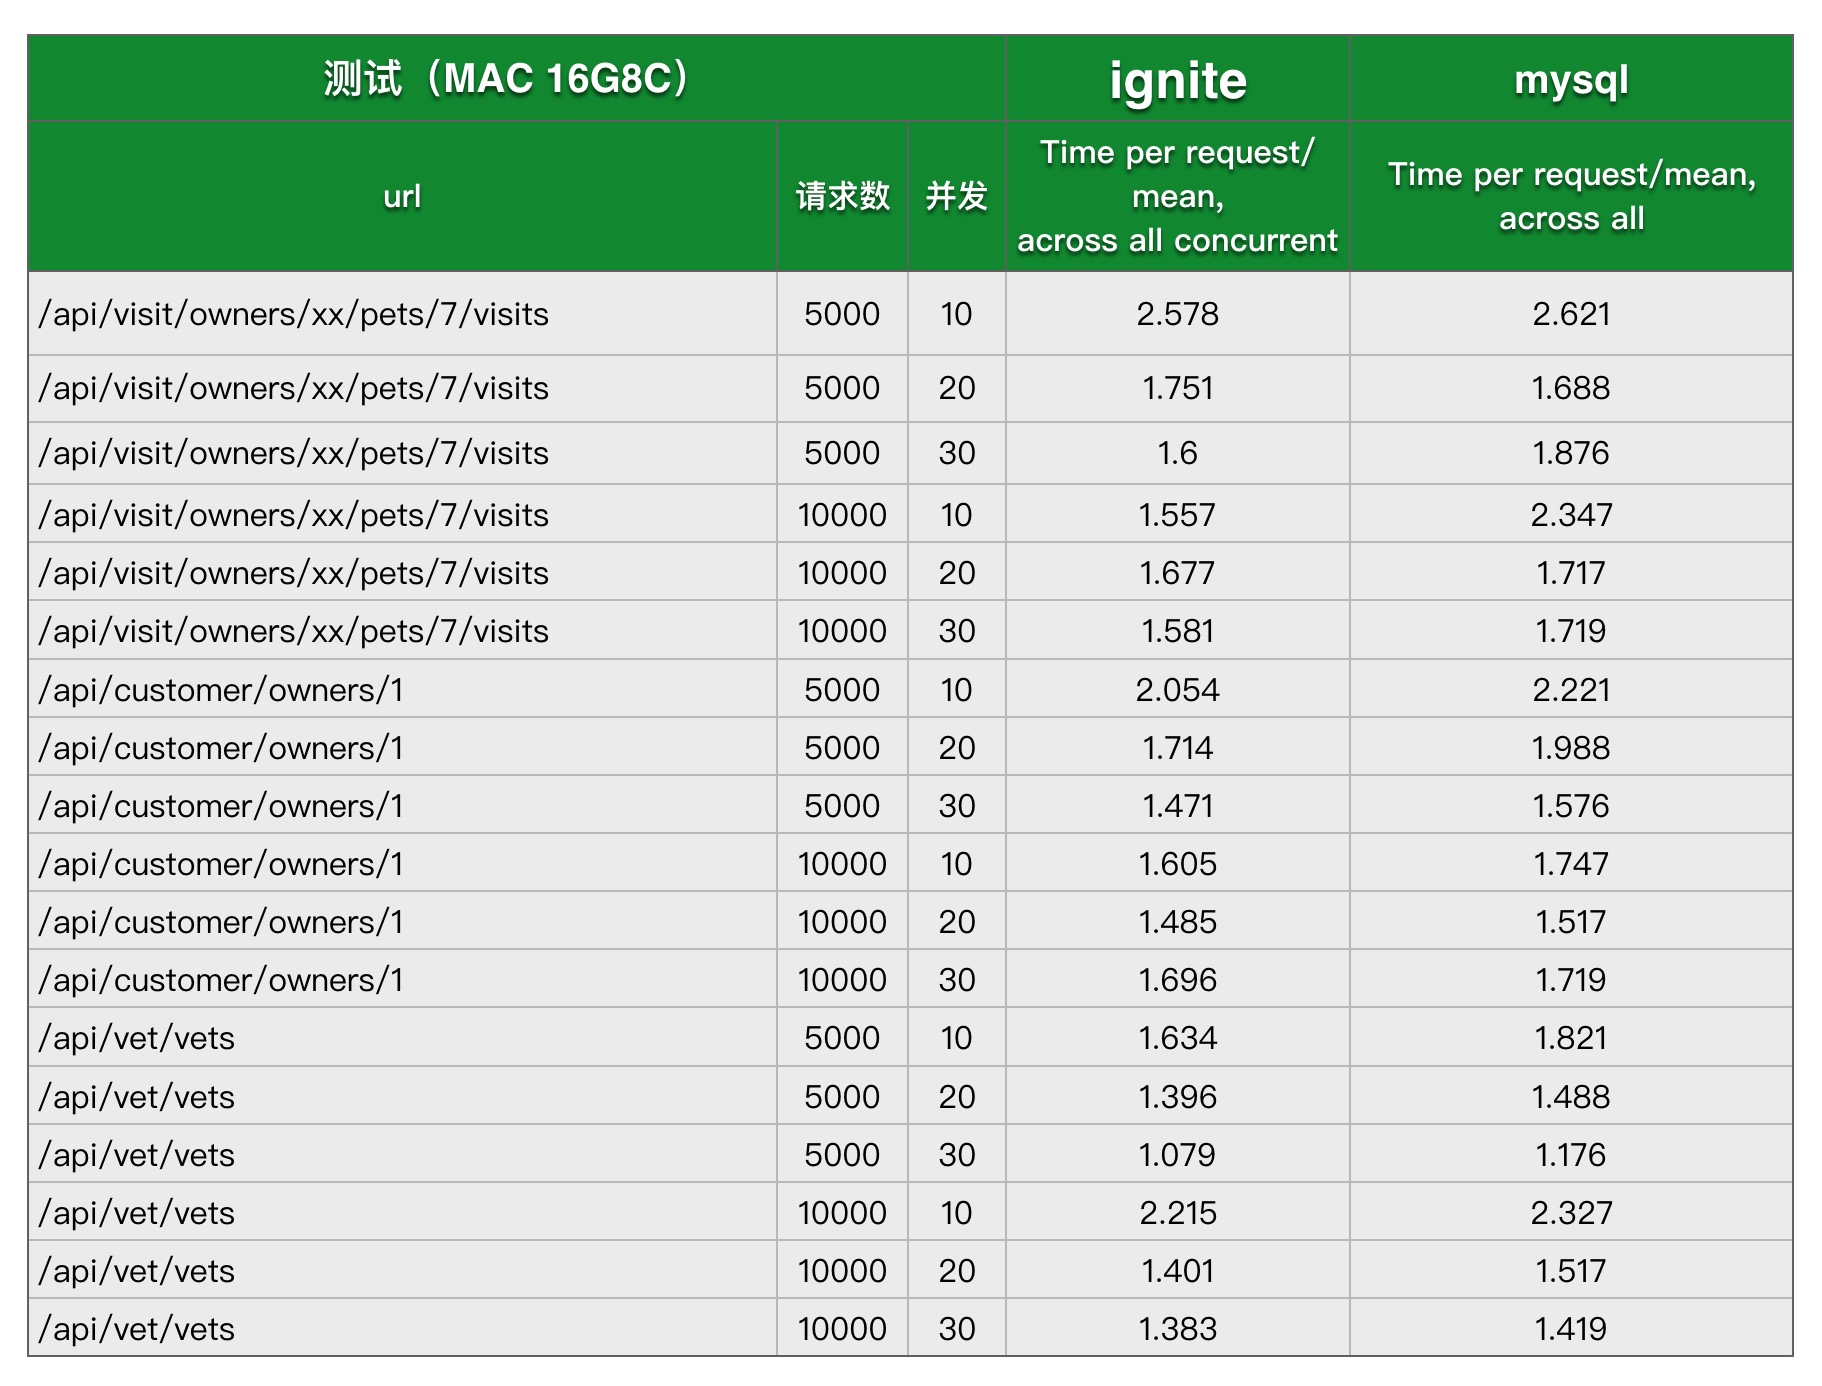 测试（MAC 16G8C） ignite mysql
url 请求数 并发 Time per request/
mean,
across all concurrent Time per request/mean,
across all
/api/visit/owners/xx/pets/7/visits 5000 10 2.578 2.621
/api/visit/owners/xx/pets/7/visits 5000 20 1.751 1.688
/api/visit/owners/xx/pets/7/visits 5000 30 1.6 1.876
/api/visit/owners/xx/pets/7/visits 10000 10 1.557 2.347
/api/visit/owners/xx/pets/7/visits 10000 20 1.677 1.717
/api/visit/owners/xx/pets/7/visits 10000 30 1.581 1.719
/api/customer/owners/1 5000 10 2.054 2.221
/api/customer/owners/1 5000 20 1.714 1.988
/api/customer/owners/1 5000 30 1.471 1.576
/api/customer/owners/1 10000 10 1.605 1.747
/api/customer/owners/1 10000 20 1.485 1.517
/api/customer/owners/1 10000 30 1.696 1.719
/api/vet/vets 5000 10 1.634 1.821
/api/vet/vets 5000 20 1.396 1.488
/api/vet/vets 5000 30 1.079 1.176
/api/vet/vets 10000 10 2.215 2.327
/api/vet/vets 10000 20 1.401 1.517
/api/vet/vets 10000 30 1.383 1.419